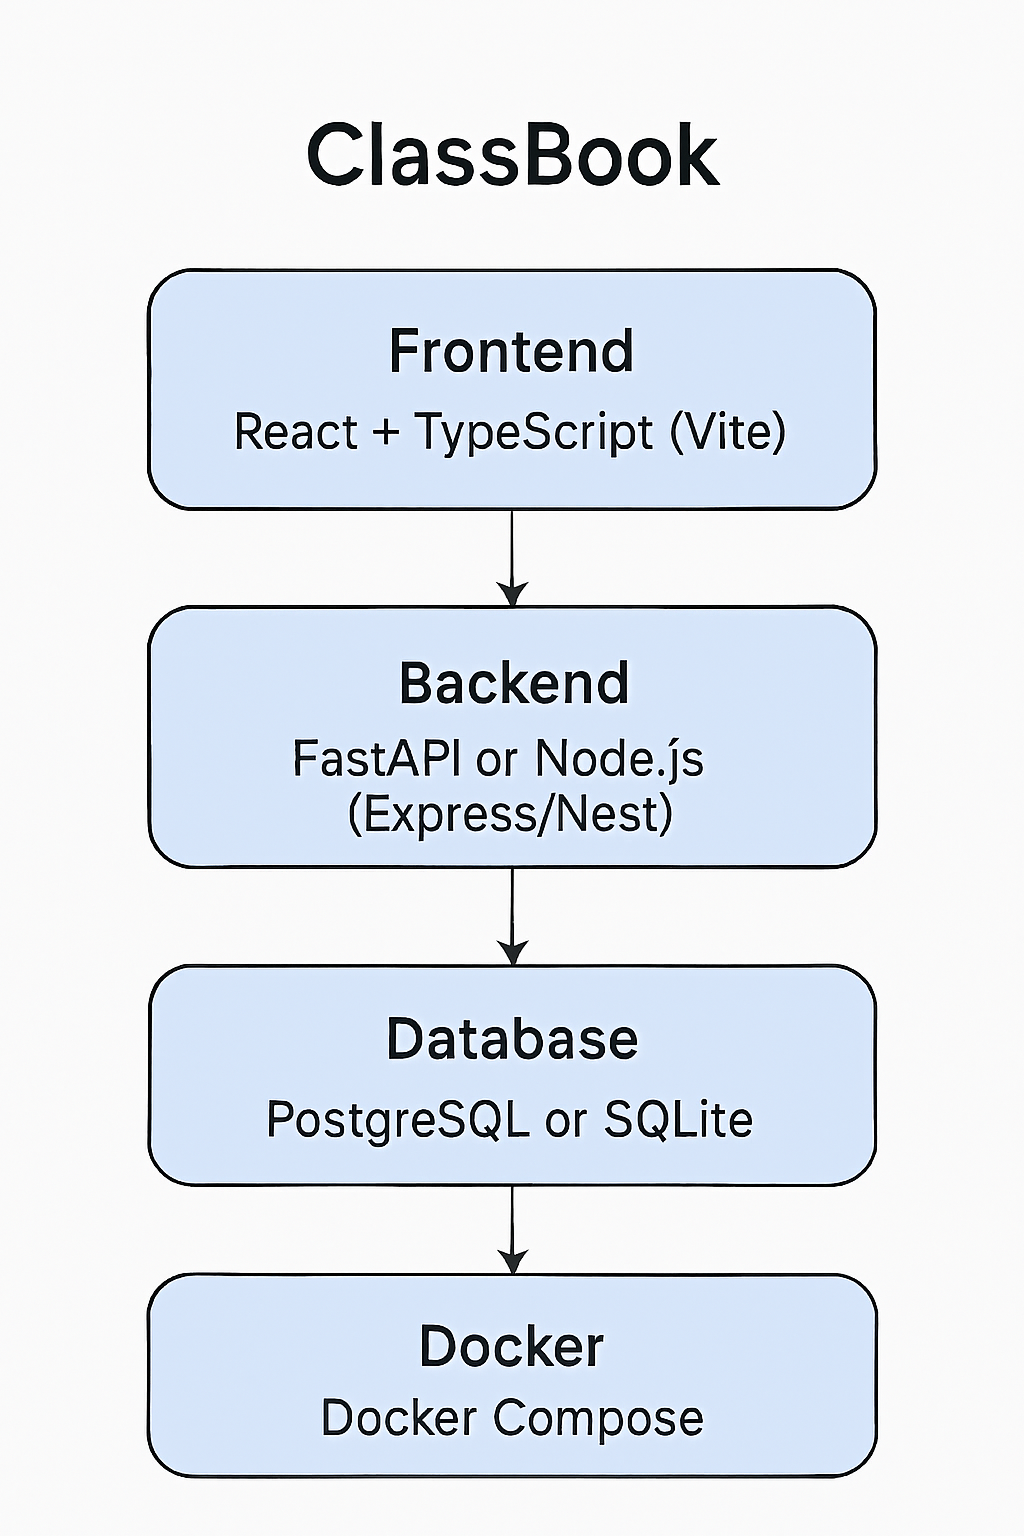 ClassBook
Frontend
React + TypeScript (Vite)
Backend
FastAPI or Node.js
(Express/Nest)
Database
PostgreSQL or SQLite
Docker
Docker Compose